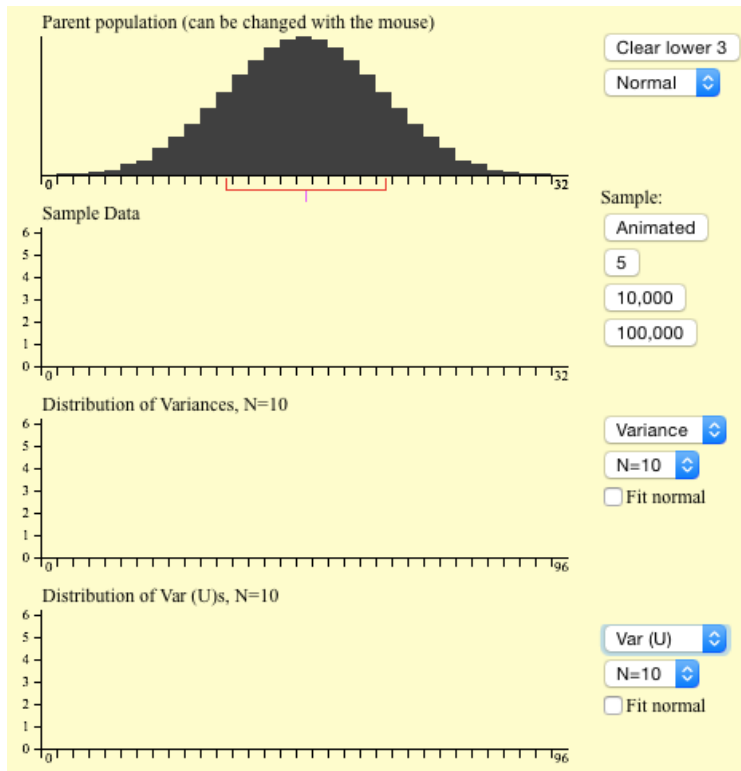 Parent population (can be changed with the mouse)
Clear lower 3
Normal
0
32
Sample Data
6
5
4
3
2
1
0
0
32
Sample:
Animated
5
10,000
100,000
Distribution of Variances, N=10
6
5
4
3
2
1
0
0
96
Variance
N=10
Fit normal
Distribution of Var (U)s, N=10
6
5
4
3
2
1
0
0
96
Var (U)
N=10
Fit normal